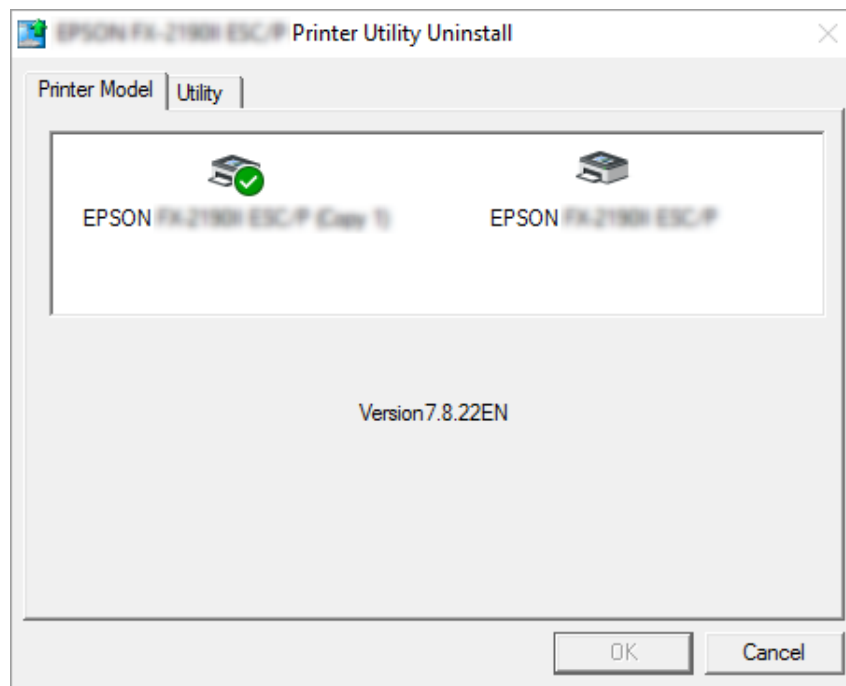 Printer Utility Uninstall
Printer Model Utility
EPSON
EPSON
Version7.8.22EN
OK Cancel